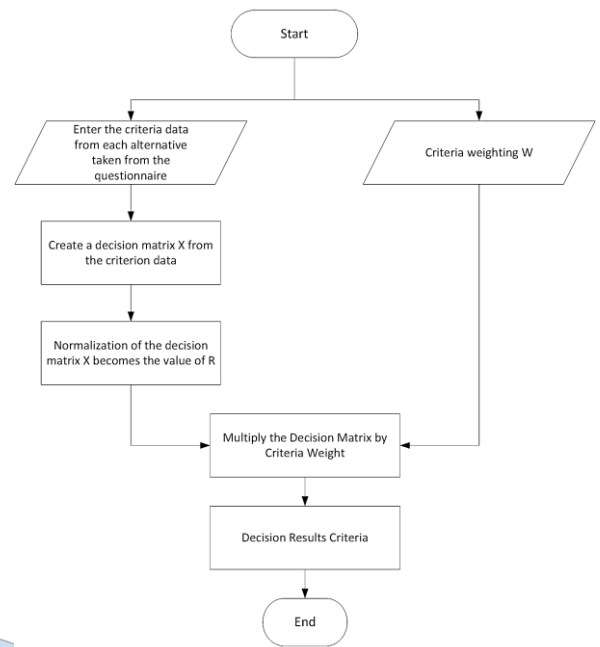 Start
Enter the criteria data
from each alternative
taken from the
questionnaire
Criteria weighting W
Create a decision matrix X from
the criterion data
Normalization of the decision
matrix X becomes the value of R
Multiply the Decision Matrix by
Criteria Weight
Decision Results Criteria
End